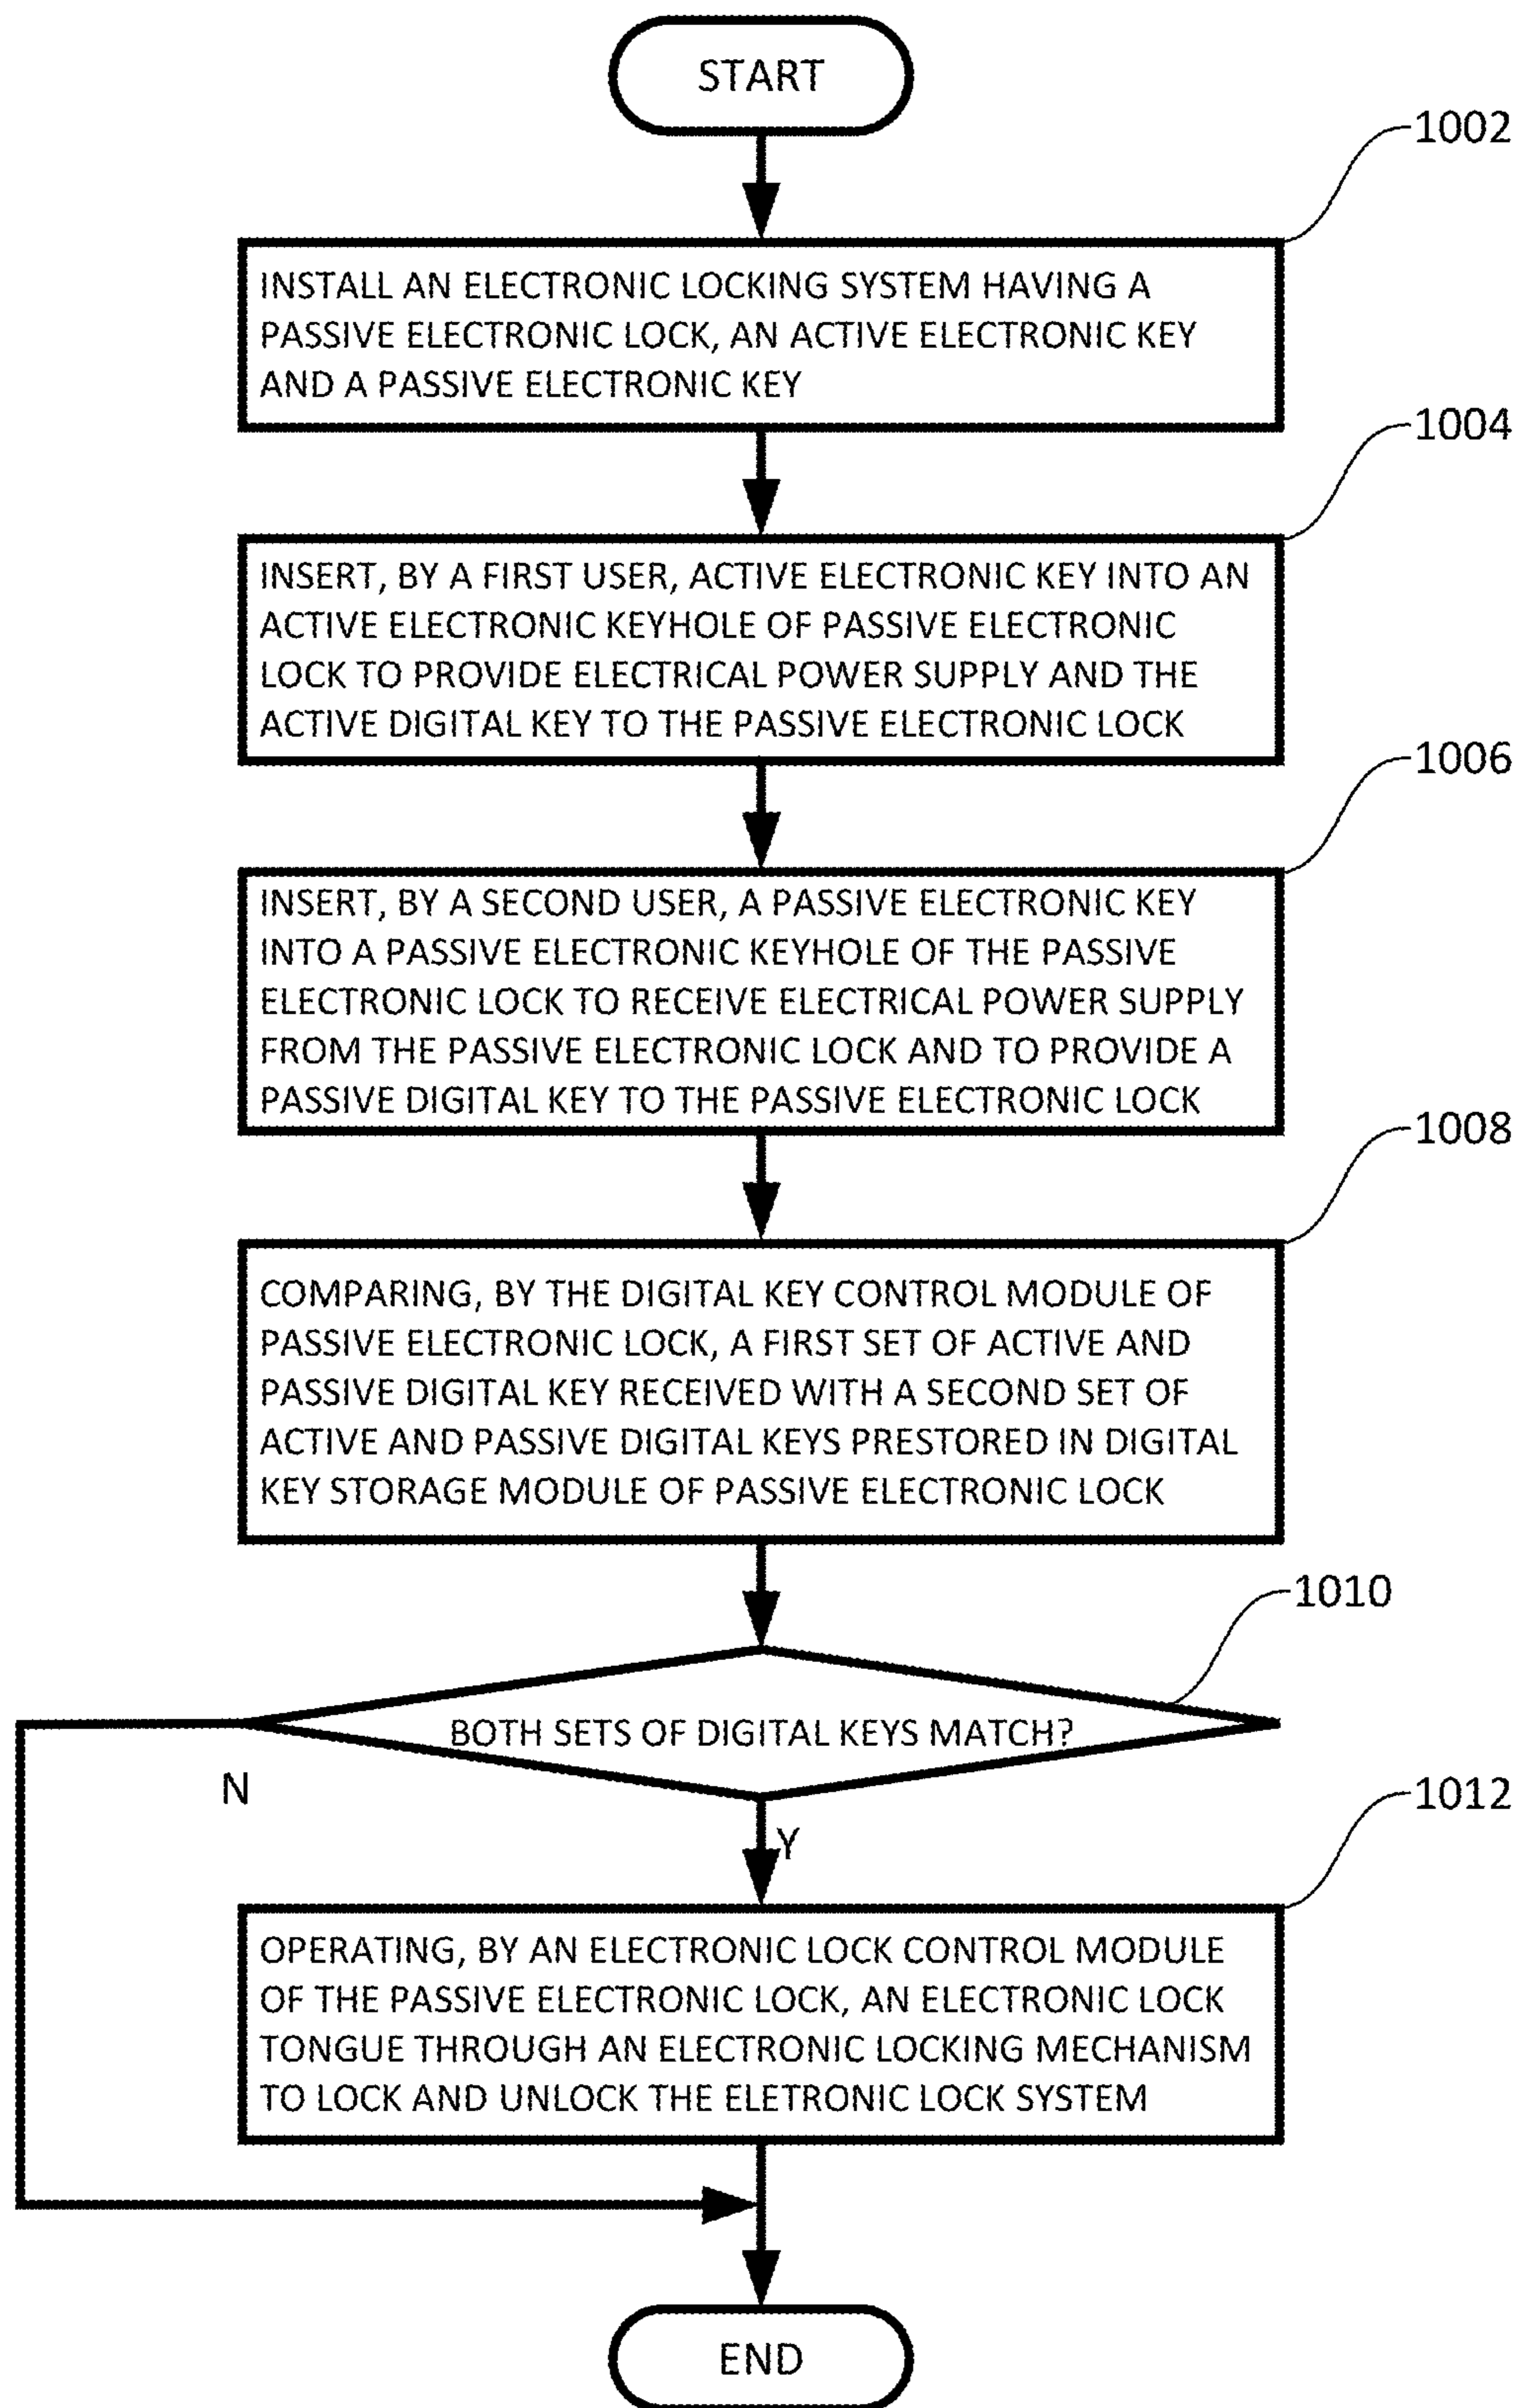 START
1002
INSTALL AN ELECTRONIC LOCKING SYSTEM HAVING A
PASSIVE ELECTRONIC LOCK, AN ACTIVE ELECTRONIC KEY
AND A PASSIVE ELECTRONIC KEY
1004
INSERT, BY A FIRST USER, ACTIVE ELECTRONIC KEY INTO AN
ACTIVE ELECTRONIC KEYHOLE OF PASSIVE ELECTRONIC
LOCK TO PROVIDE ELECTRICAL POWER SUPPLY AND THE
ACTIVE DIGITAL KEY TO THE PASSIVE ELECTRONIC LOCK
1006
INSERT, BY A SECOND USER, A PASSIVE ELECTRONIC KEY
INTO A PASSIVE ELECTRONIC KEYHOLE OF THE PASSIVE
ELECTRONIC LOCK TO RECEIVE ELECTRICAL POWER SUPPLY
FROM THE PASSIVE ELECTRONIC LOCK AND TO PROVIDE A
PASSIVE DIGITAL KEY TO THE PASSIVE ELECTRONIC LOCK
1008
COMPARING, BY THE DIGITAL KEY CONTROL MODULE OF
PASSIVE ELECTRONIC LOCK, A FIRST SET OF ACTIVE AND
PASSIVE DIGITAL KEY RECEIVED WITH A SECOND SET OF
ACTIVE AND PASSIVE DIGITAL KEYS PRESTORED IN DIGITAL
KEY STORAGE MODULE OF PASSIVE ELECTRONIC LOCK
1010
BOTH SETS OF DIGITAL KEYS MATCH?
N
Y
1012
OPERATING, BY AN ELECTRONIC LOCK CONTROL MODULE
OF THE PASSIVE ELECTRONIC LOCK, AN ELECTRONIC LOCK
TONGUE THROUGH AN ELECTRONIC LOCKING MECHANISM
TO LOCK AND UNLOCK THE ELETRONIC LOCK SYSTEM
END